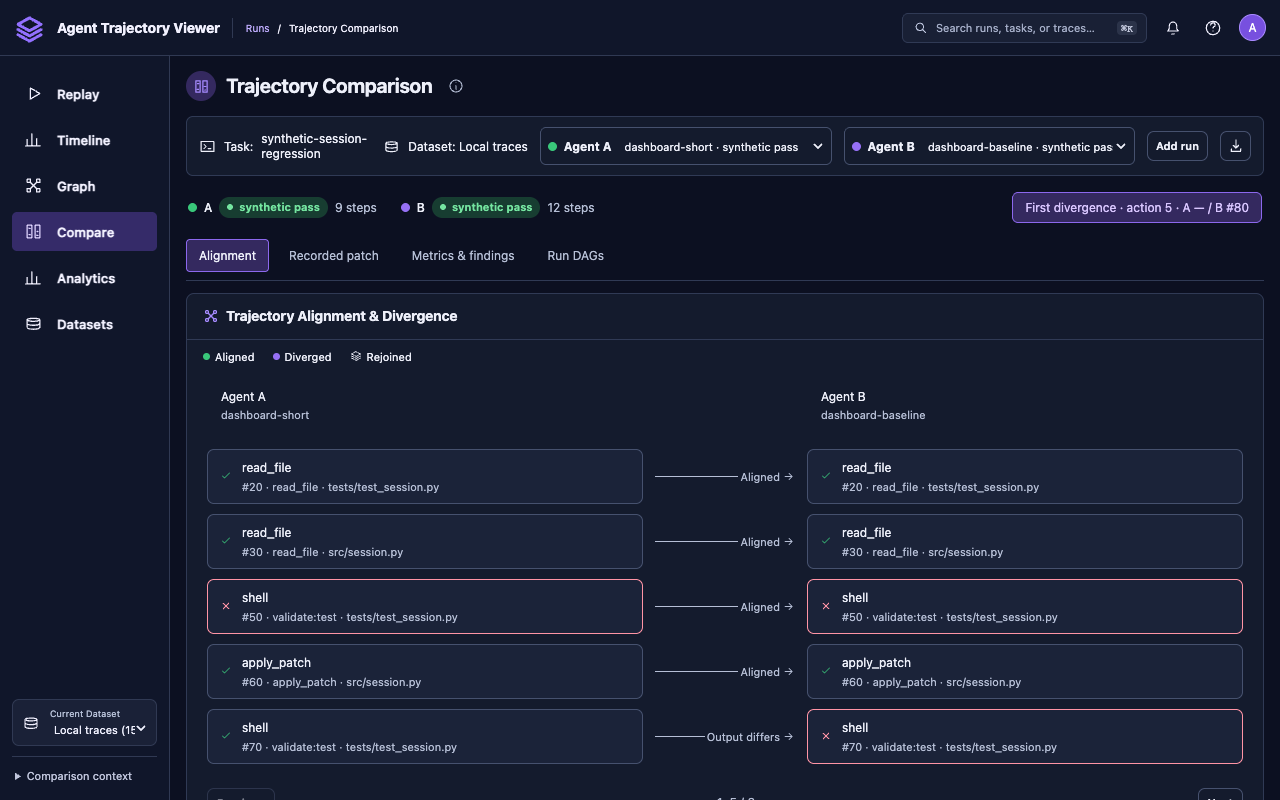 Agent Trajectory Viewer
Runs / Trajectory Comparison
Search runs, tasks, or traces... ⌘K
A
Replay
Timeline
Graph
Compare
Analytics
Datasets
Current Dataset
Local traces (1
Comparison context
Trajectory Comparison
Task: synthetic-session-
regression
Dataset: Local traces
Agent A dashboard-short · synthetic pass
Agent B dashboard-baseline · synthetic pas
Add run
A synthetic pass 9 steps
B synthetic pass 12 steps
First divergence · action 5 · A — / B #80
Alignment Recorded patch Metrics & findings Run DAGs
Trajectory Alignment & Divergence
Aligned Diverged Rejoined
Agent A
dashboard-short
Agent B
dashboard-baseline
read_file
#20 · read_file · tests/test_session.py
Aligned →
read_file
#20 · read_file · tests/test_session.py
read_file
#30 · read_file · src/session.py
Aligned →
read_file
#30 · read_file · src/session.py
shell
#50 · validate:test · tests/test_session.py
Aligned →
shell
#50 · validate:test · tests/test_session.py
apply_patch
#60 · apply_patch · src/session.py
Aligned →
apply_patch
#60 · apply_patch · src/session.py
shell
#70 · validate:test · tests/test_session.py
Output differs →
shell
#70 · validate:test · tests/test_session.py